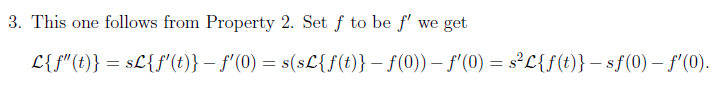 3. This one follows from Property 2. Set f to be f′ we get
ℒ{f″(t)} = sℒ{f′(t)} − f′(0) = s(sℒ{f(t)} − f(0)) − f′(0) = s²ℒ{f(t)} − sf(0) − f′(0).